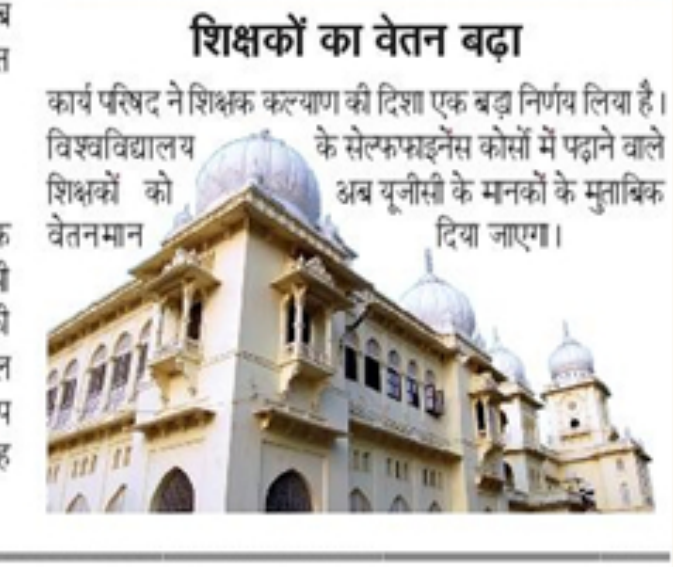 शिक्षकों का वेतन बढ़ा
कार्य परिषद ने शिक्षक कल्याण की दिशा एक बड़ा निर्णय लिया है।
विश्वविद्यालय के सेल्फफाइनेंस कोर्सो में पढ़ाने वाले
शिक्षकों को अब यूजीसी के मानकों के मुताबिक
वेतनमान दिया जाएगा।